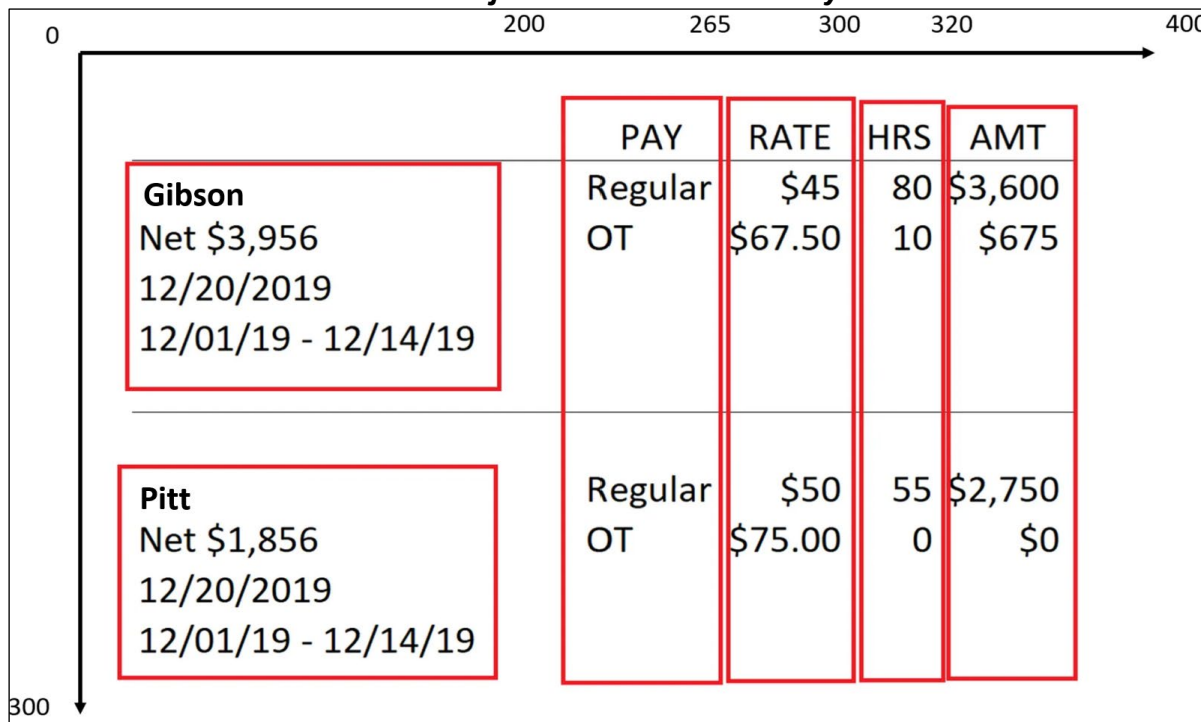 0 200 265 300 320 400
PAY RATE HRS AMT
Gibson Regular $45 80 $3,600
Net $3,956 OT $67.50 10 $675
12/20/2019
12/01/19 - 12/14/19
Pitt Regular $50 55 $2,750
Net $1,856 OT $75.00 0 $0
12/20/2019
12/01/19 - 12/14/19
300